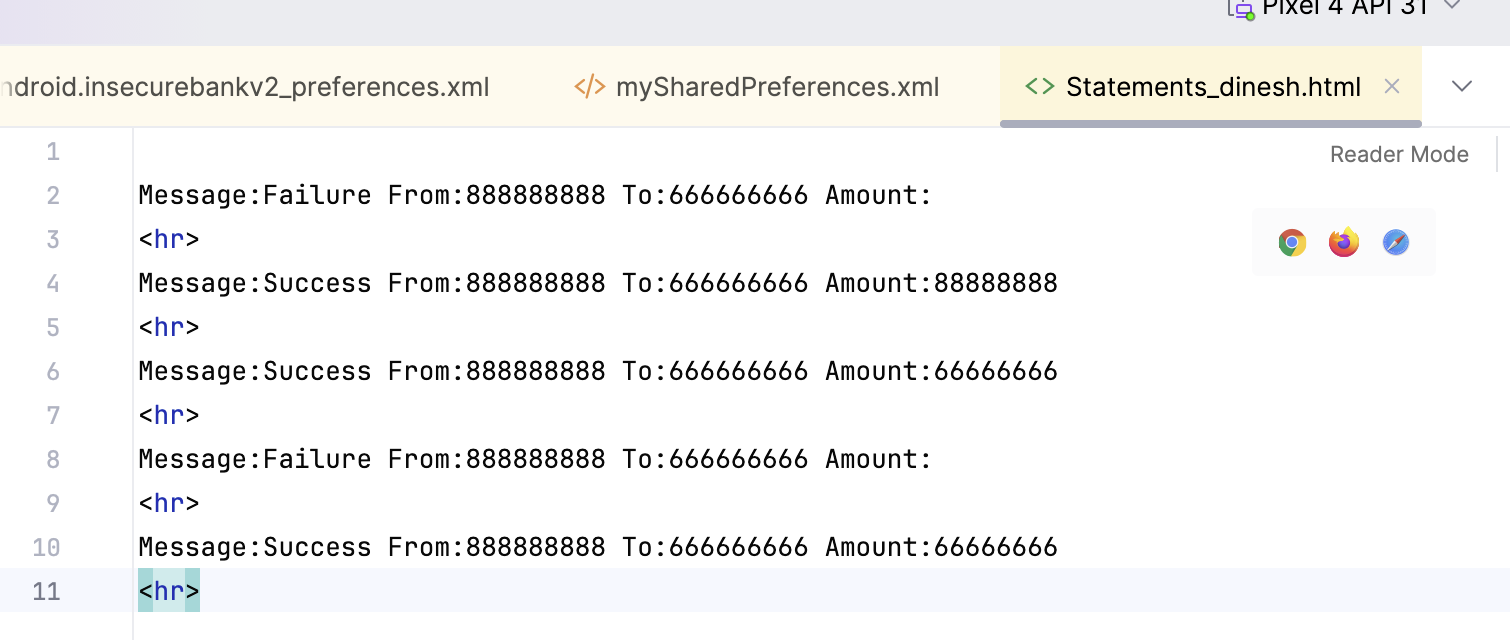 Pixel 4 API 31
ndroid.insecurebankv2_preferences.xml
</> mySharedPreferences.xml
<> Statements_dinesh.html ×
Reader Mode
1
2 Message:Failure From:888888888 To:666666666 Amount:
3 <hr>
4 Message:Success From:888888888 To:666666666 Amount:88888888
5 <hr>
6 Message:Success From:888888888 To:666666666 Amount:66666666
7 <hr>
8 Message:Failure From:888888888 To:666666666 Amount:
9 <hr>
10 Message:Success From:888888888 To:666666666 Amount:66666666
11 <hr>